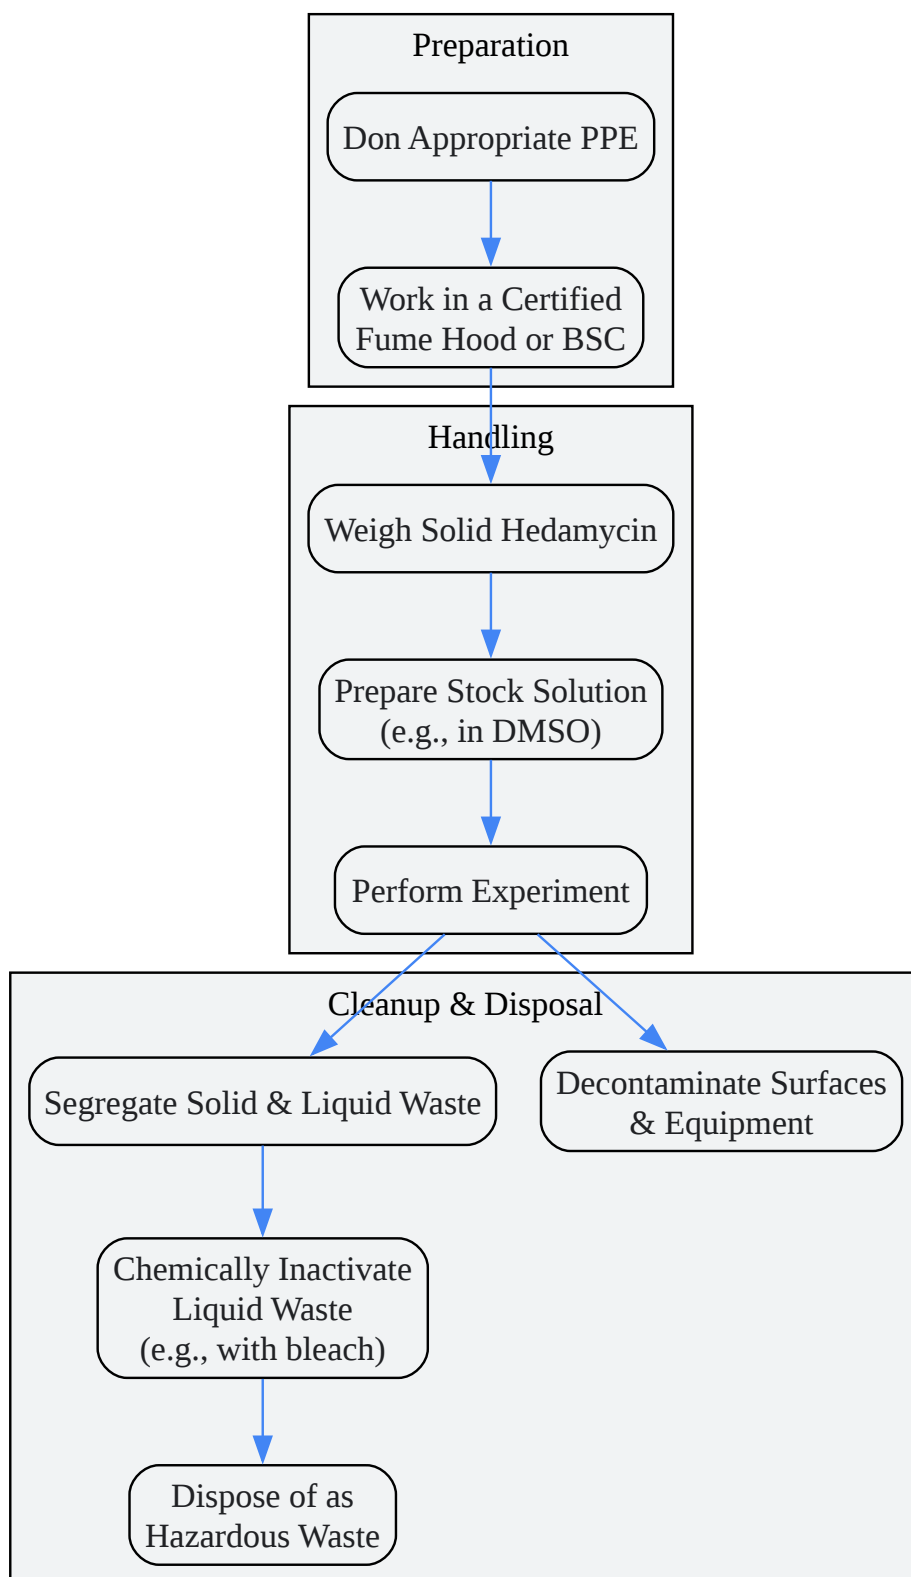 Preparation
Don Appropriate PPE
Work in a Certified
Fume Hood or BSC
Handling
Weigh Solid Hedamycin
Prepare Stock Solution
(e.g., in DMSO)
Perform Experiment
Cleanup & Disposal
Segregate Solid & Liquid Waste
Decontaminate Surfaces
& Equipment
Chemically Inactivate
Liquid Waste
(e.g., with bleach)
Dispose of as
Hazardous Waste